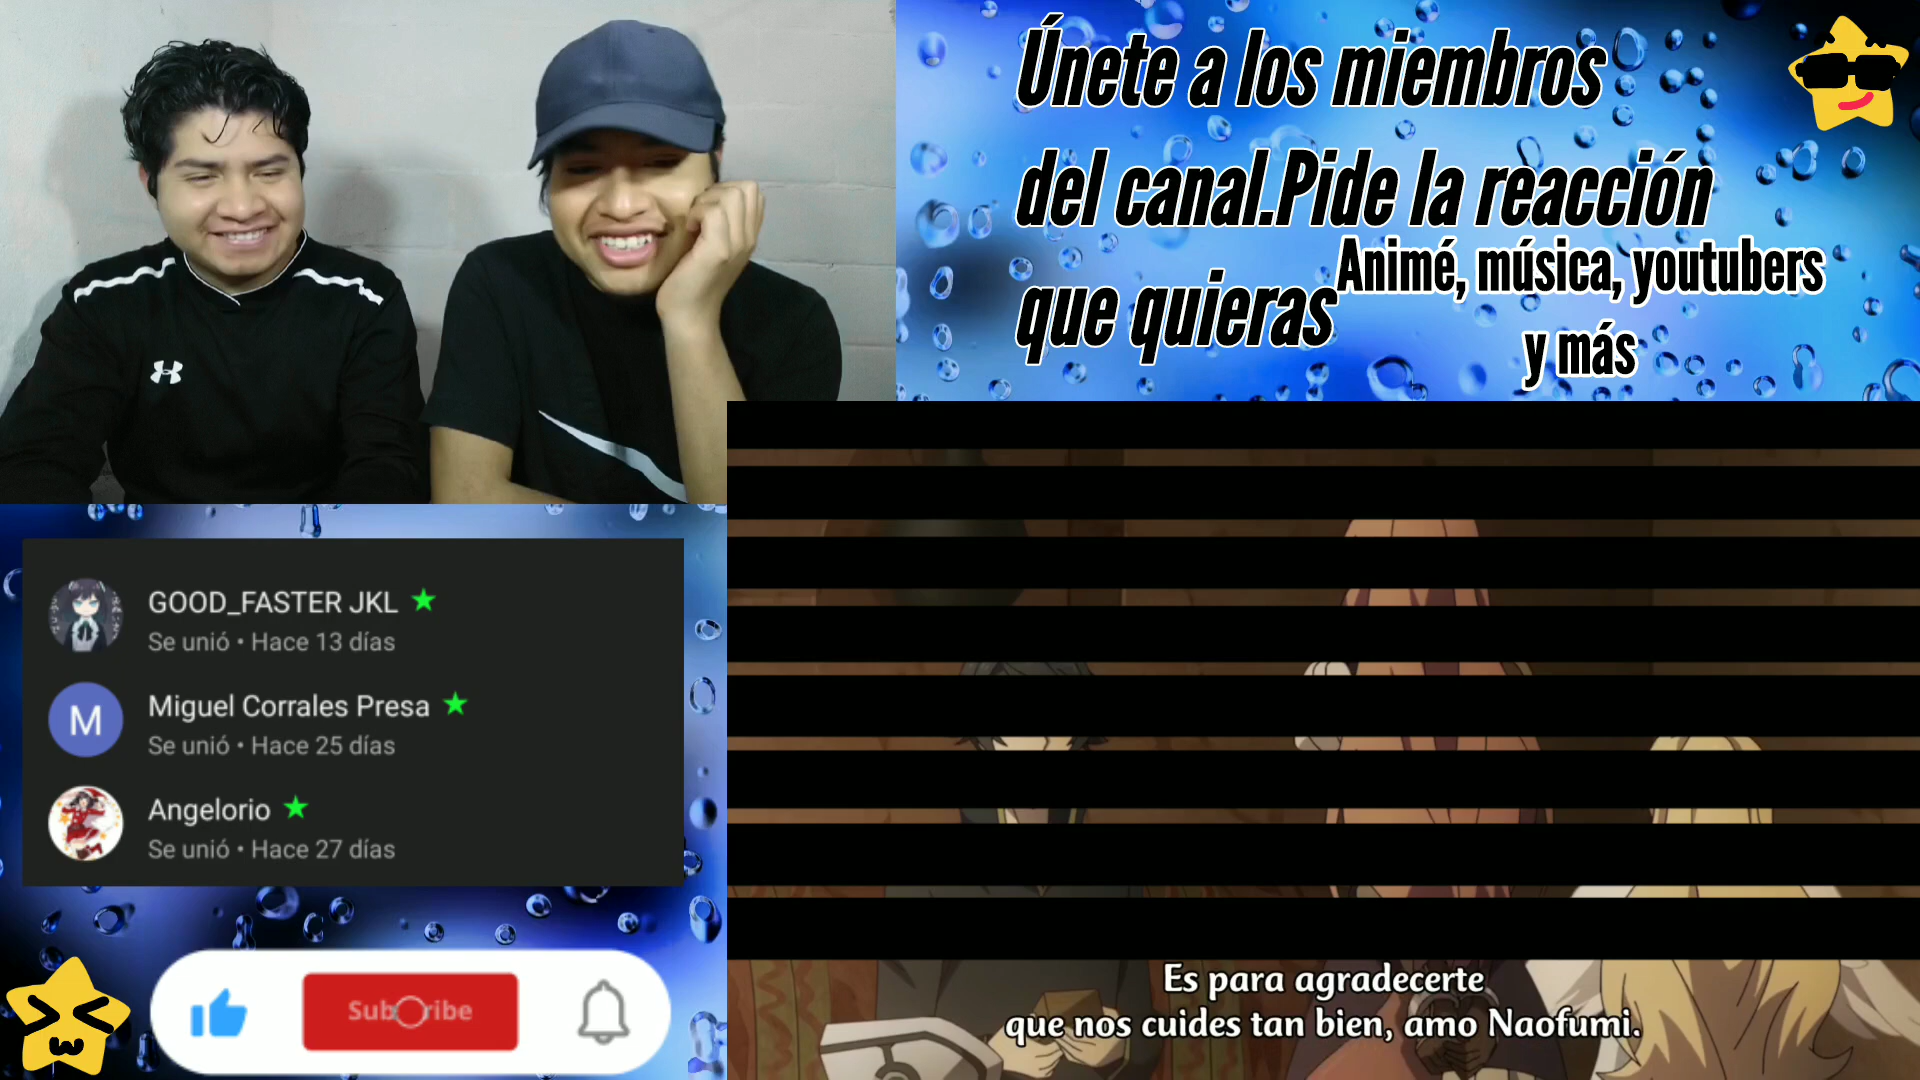 Únete a los miembros
del canal.Pide la reacción
que quieras
Animé, música, youtubers
y más
GOOD_FASTER JKL
Se unió • Hace 13 días
M
Miguel Corrales Presa
Se unió • Hace 25 días
Angelorio
Se unió • Hace 27 días
Subscribe
Es para agradecerte
que nos cuides tan bien, amo Naofumi.